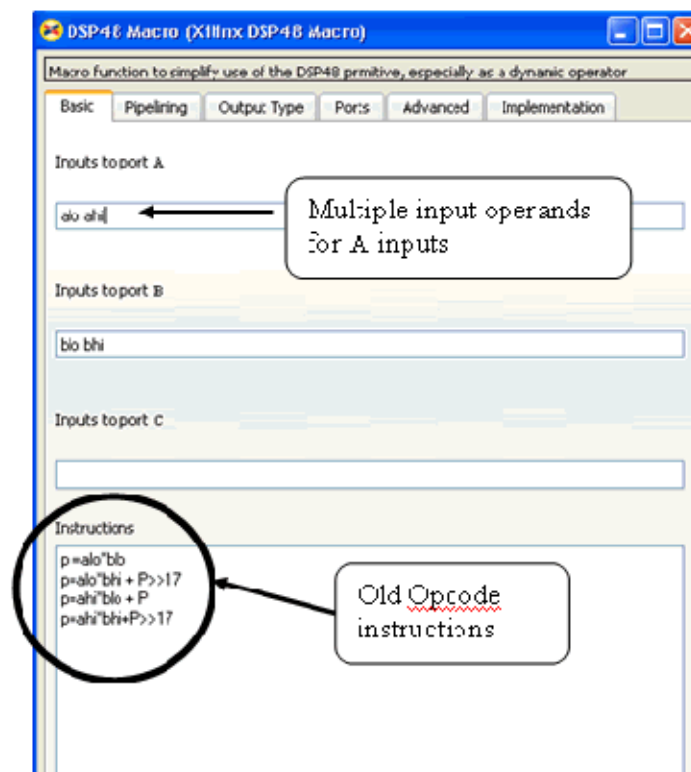 DSP48 Macro (Xilinx DSP48 Macro)
Macro function to simplify use of the DSP48 primitive, especially as a dynamic operator
Basic Pipelining Output Type Ports Advanced Implementation
Inputs to port A
alo ahi
Multiple input operands
for A inputs
Inputs to port B
blo bhi
Inputs to port C
Instructions
p=alo*blo
p=alo*bhi + P>>17
p=ahi*blo + P
p=ahi*bhi+P>>17
Old Opcode
instructions